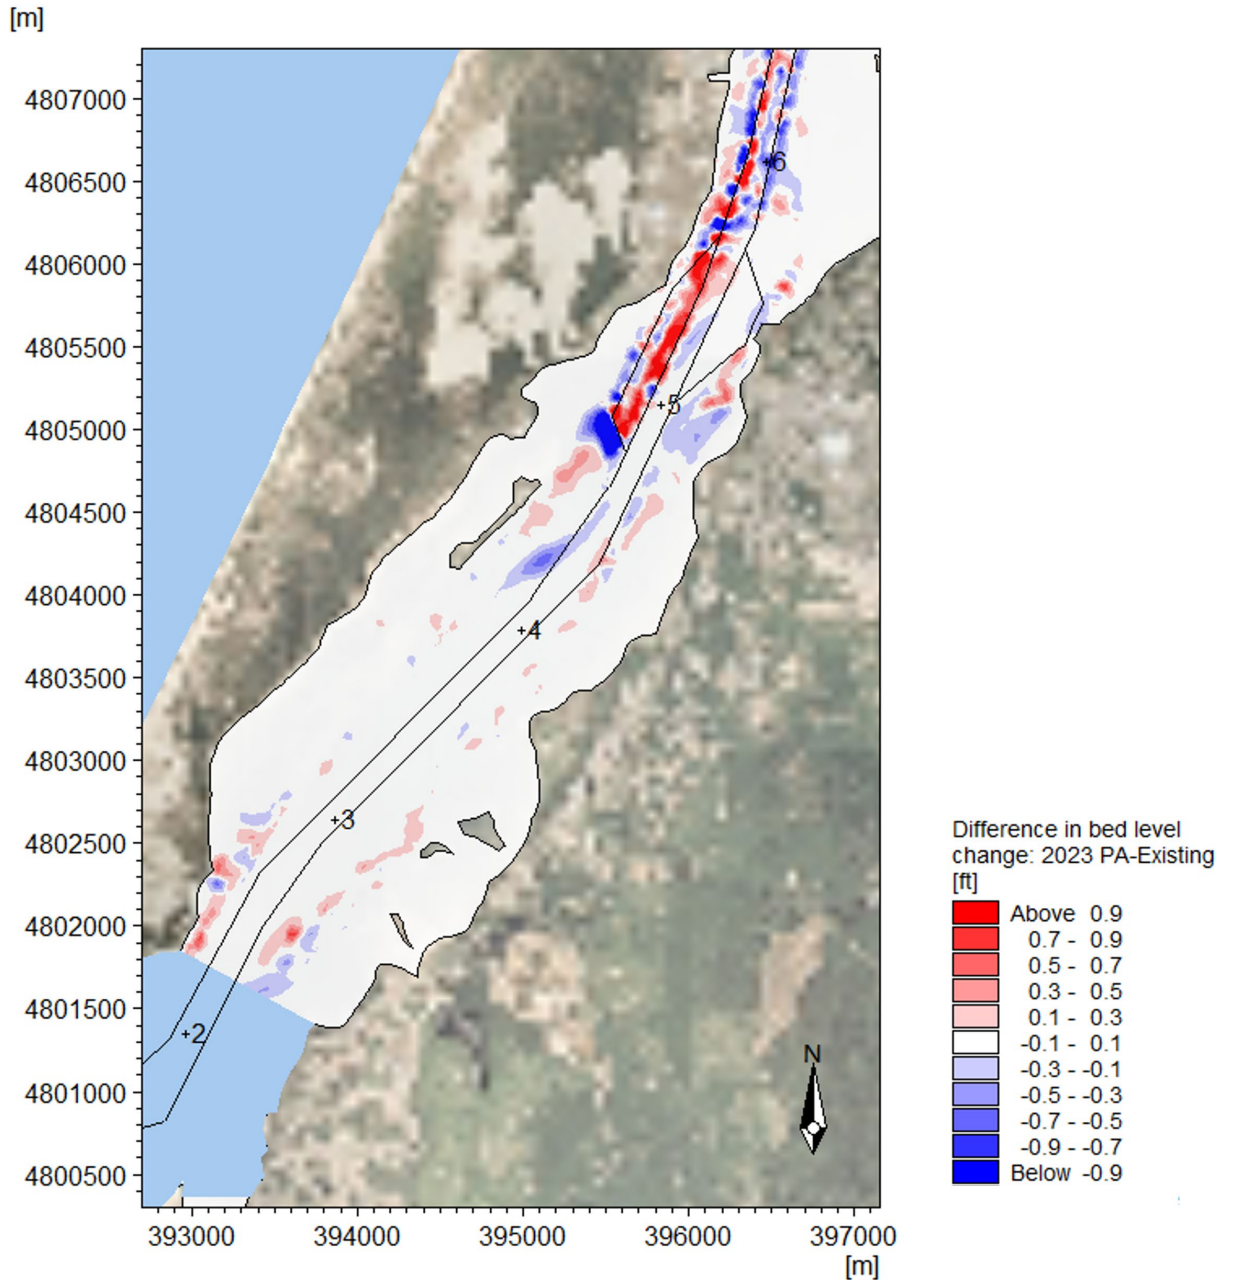 [m]
4807000
4806500
4806000
4805500
4805000
4804500
4804000
4803500
4803000
4802500
4802000
4801500
4801000
4800500
+6
+5
+4
+3
+2
N
393000 394000 395000 396000 397000
[m]
Difference in bed level
change: 2023 PA-Existing
[ft]
Above 0.9
0.7 - 0.9
0.5 - 0.7
0.3 - 0.5
0.1 - 0.3
-0.1 - 0.1
-0.3 - -0.1
-0.5 - -0.3
-0.7 - -0.5
-0.9 - -0.7
Below -0.9